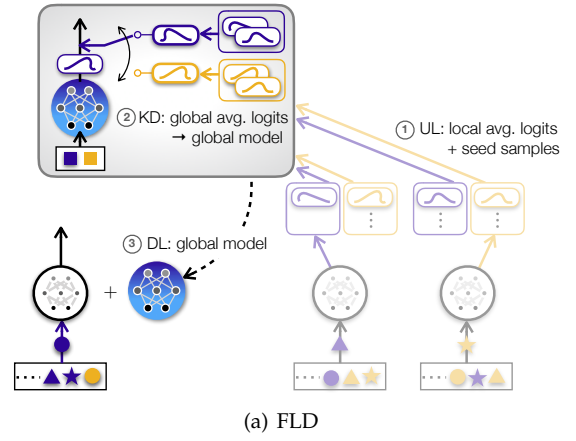 ② KD: global avg. logits
→ global model
① UL: local avg. logits
+ seed samples
③ DL: global model
+
(a) FLD